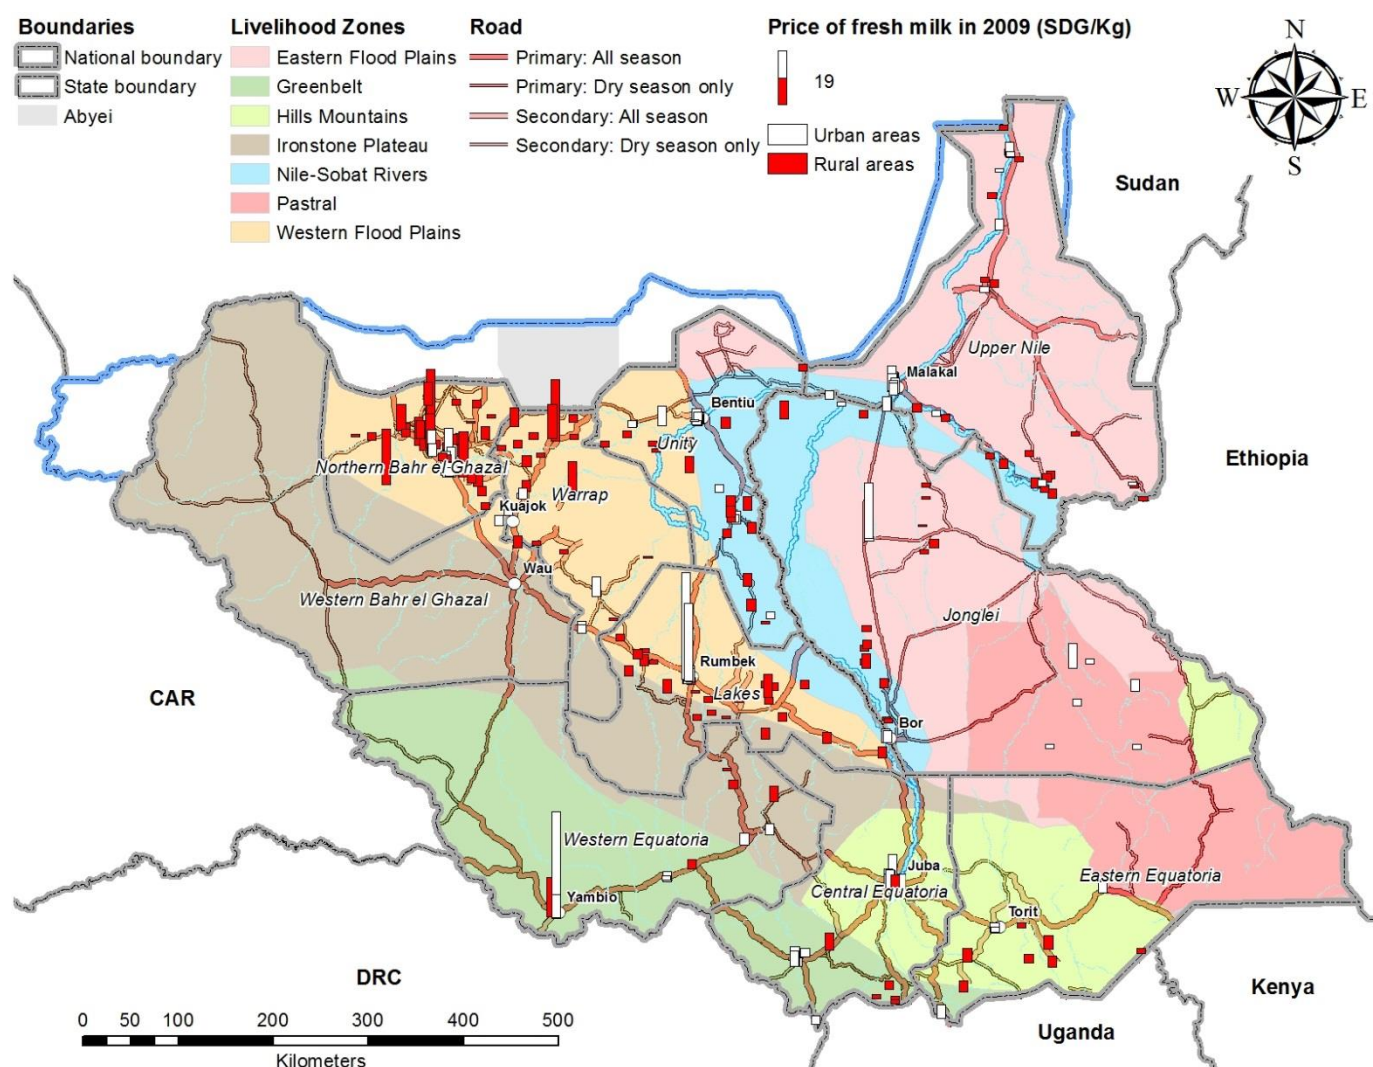 Boundaries
National boundary
State boundary
Abyei
Livelihood Zones
Eastern Flood Plains
Greenbelt
Hills Mountains
Ironstone Plateau
Nile-Sobat Rivers
Pastral
Western Flood Plains
Road
Primary: All season
Primary: Dry season only
Secondary: All season
Secondary: Dry season only
Price of fresh milk in 2009 (SDG/Kg)
19
Urban areas
Rural areas
N
W E
S
Sudan
Upper Nile
Malakal
Bentiu
Unity
Ethiopia
Northern Bahr el Ghazal
Warrap
Kuajok
Wau
Western Bahr el Ghazal
Jonglei
Rumbek
Lakes
CAR
Bor
Western Equatoria
Juba
Eastern Equatoria
Central Equatoria
Yambio
Torit
DRC
Kenya
Uganda
0 50 100 200 300 400 500
Kilometers